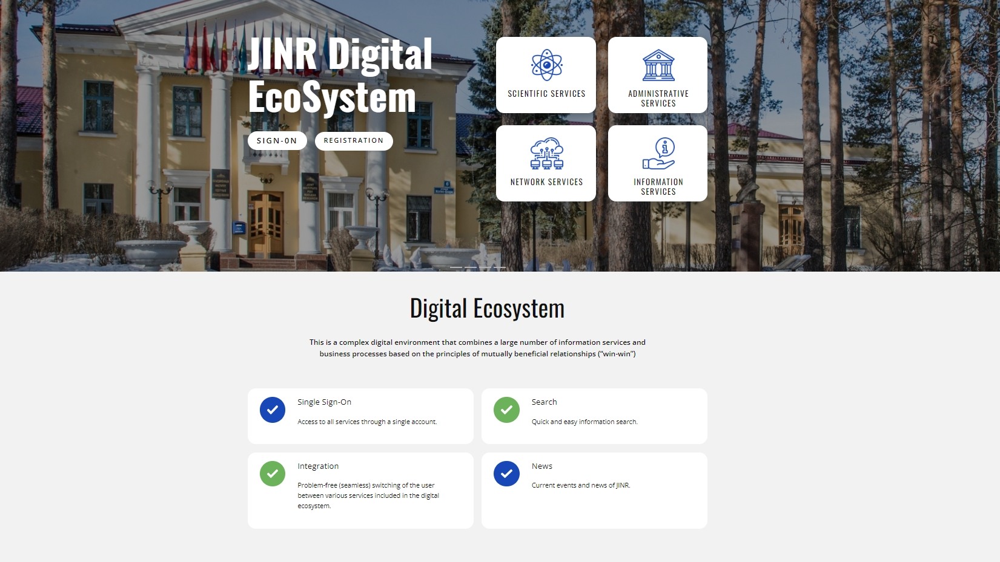 JINR Digital
EcoSystem
SIGN-0N
REGISTRATION
SCIENTIFIC SERVICES
ADMINISTRATIVE
SERVICES
NETWORK SERVICES
INFORMATION
SERVICES
Digital Ecosystem
This is a complex digital environment that combines a large number of information services and
business processes based on the principles of mutually beneficial relationships (“win-win”)
Single Sign-On
Access to all services through a single account.
Search
Quick and easy information search.
Integration
Problem-free (seamless) switching of the user
between various services included in the digital
ecosystem.
News
Current events and news of JINR.